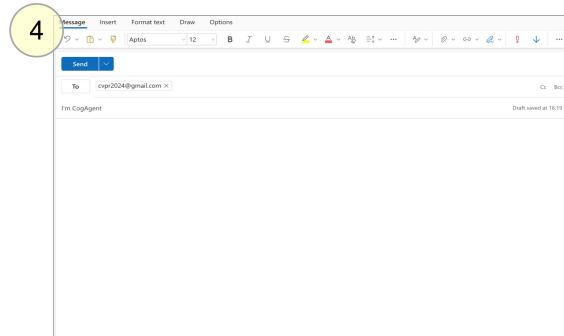 4
Message Insert Format text Draw Options
Aptos 12 B I U S
Send
To cvpr2024@gmail.com × Cc Bcc
I'm CogAgent Draft saved at 16:19